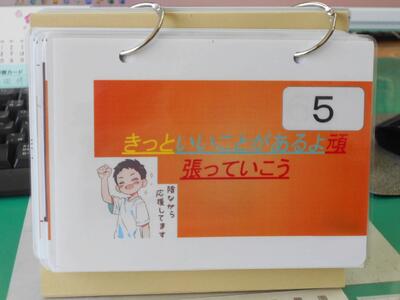 5
きっといいことがあるよ頑
張っていこう
陰ながら
応援してます